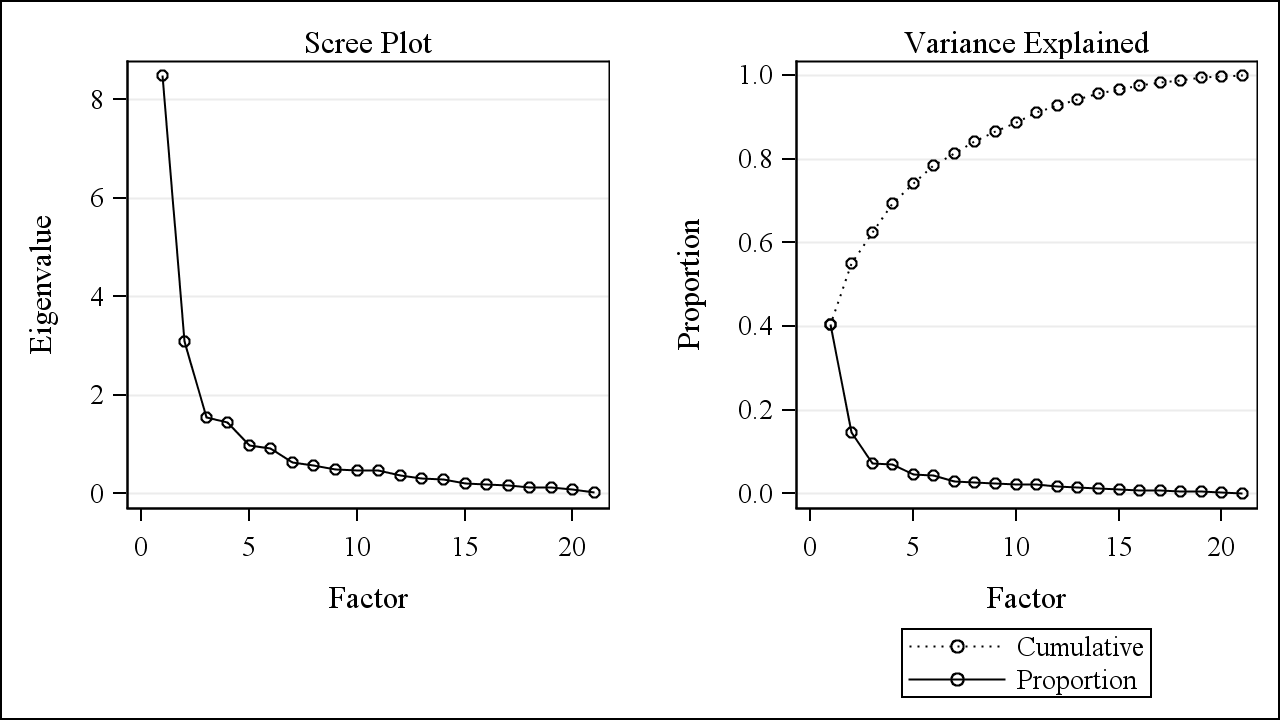 Scree Plot
8
6
4
2
0
Eigenvalue
0 5 10 15 20
Factor
Variance Explained
1.0
0.8
0.6
0.4
0.2
0.0
Proportion
0 5 10 15 20
Factor
Cumulative
Proportion